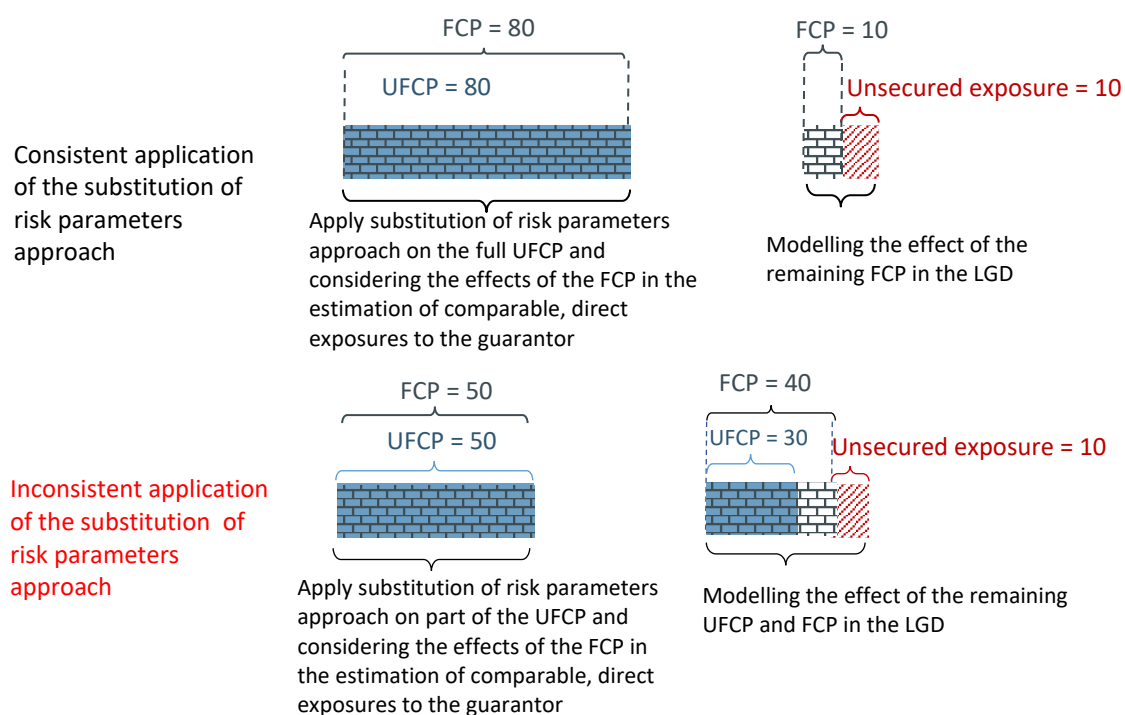 FCP = 80
UFCP = 80
FCP = 10
Unsecured exposure = 10
Consistent application
of the substitution of
risk parameters
approach
Apply substitution of risk parameters
approach on the full UFCP and
considering the effects of the FCP in the
estimation of comparable, direct
exposures to the guarantor
Modelling the effect of the
remaining FCP in the LGD
FCP = 50
UFCP = 50
FCP = 40
UFCP = 30
Unsecured exposure = 10
Inconsistent application
of the substitution of
risk parameters
approach
Apply substitution of risk parameters
approach on part of the UFCP and
considering the effects of the FCP in
the estimation of comparable, direct
exposures to the guarantor
Modelling the effect of the remaining
UFCP and FCP in the LGD